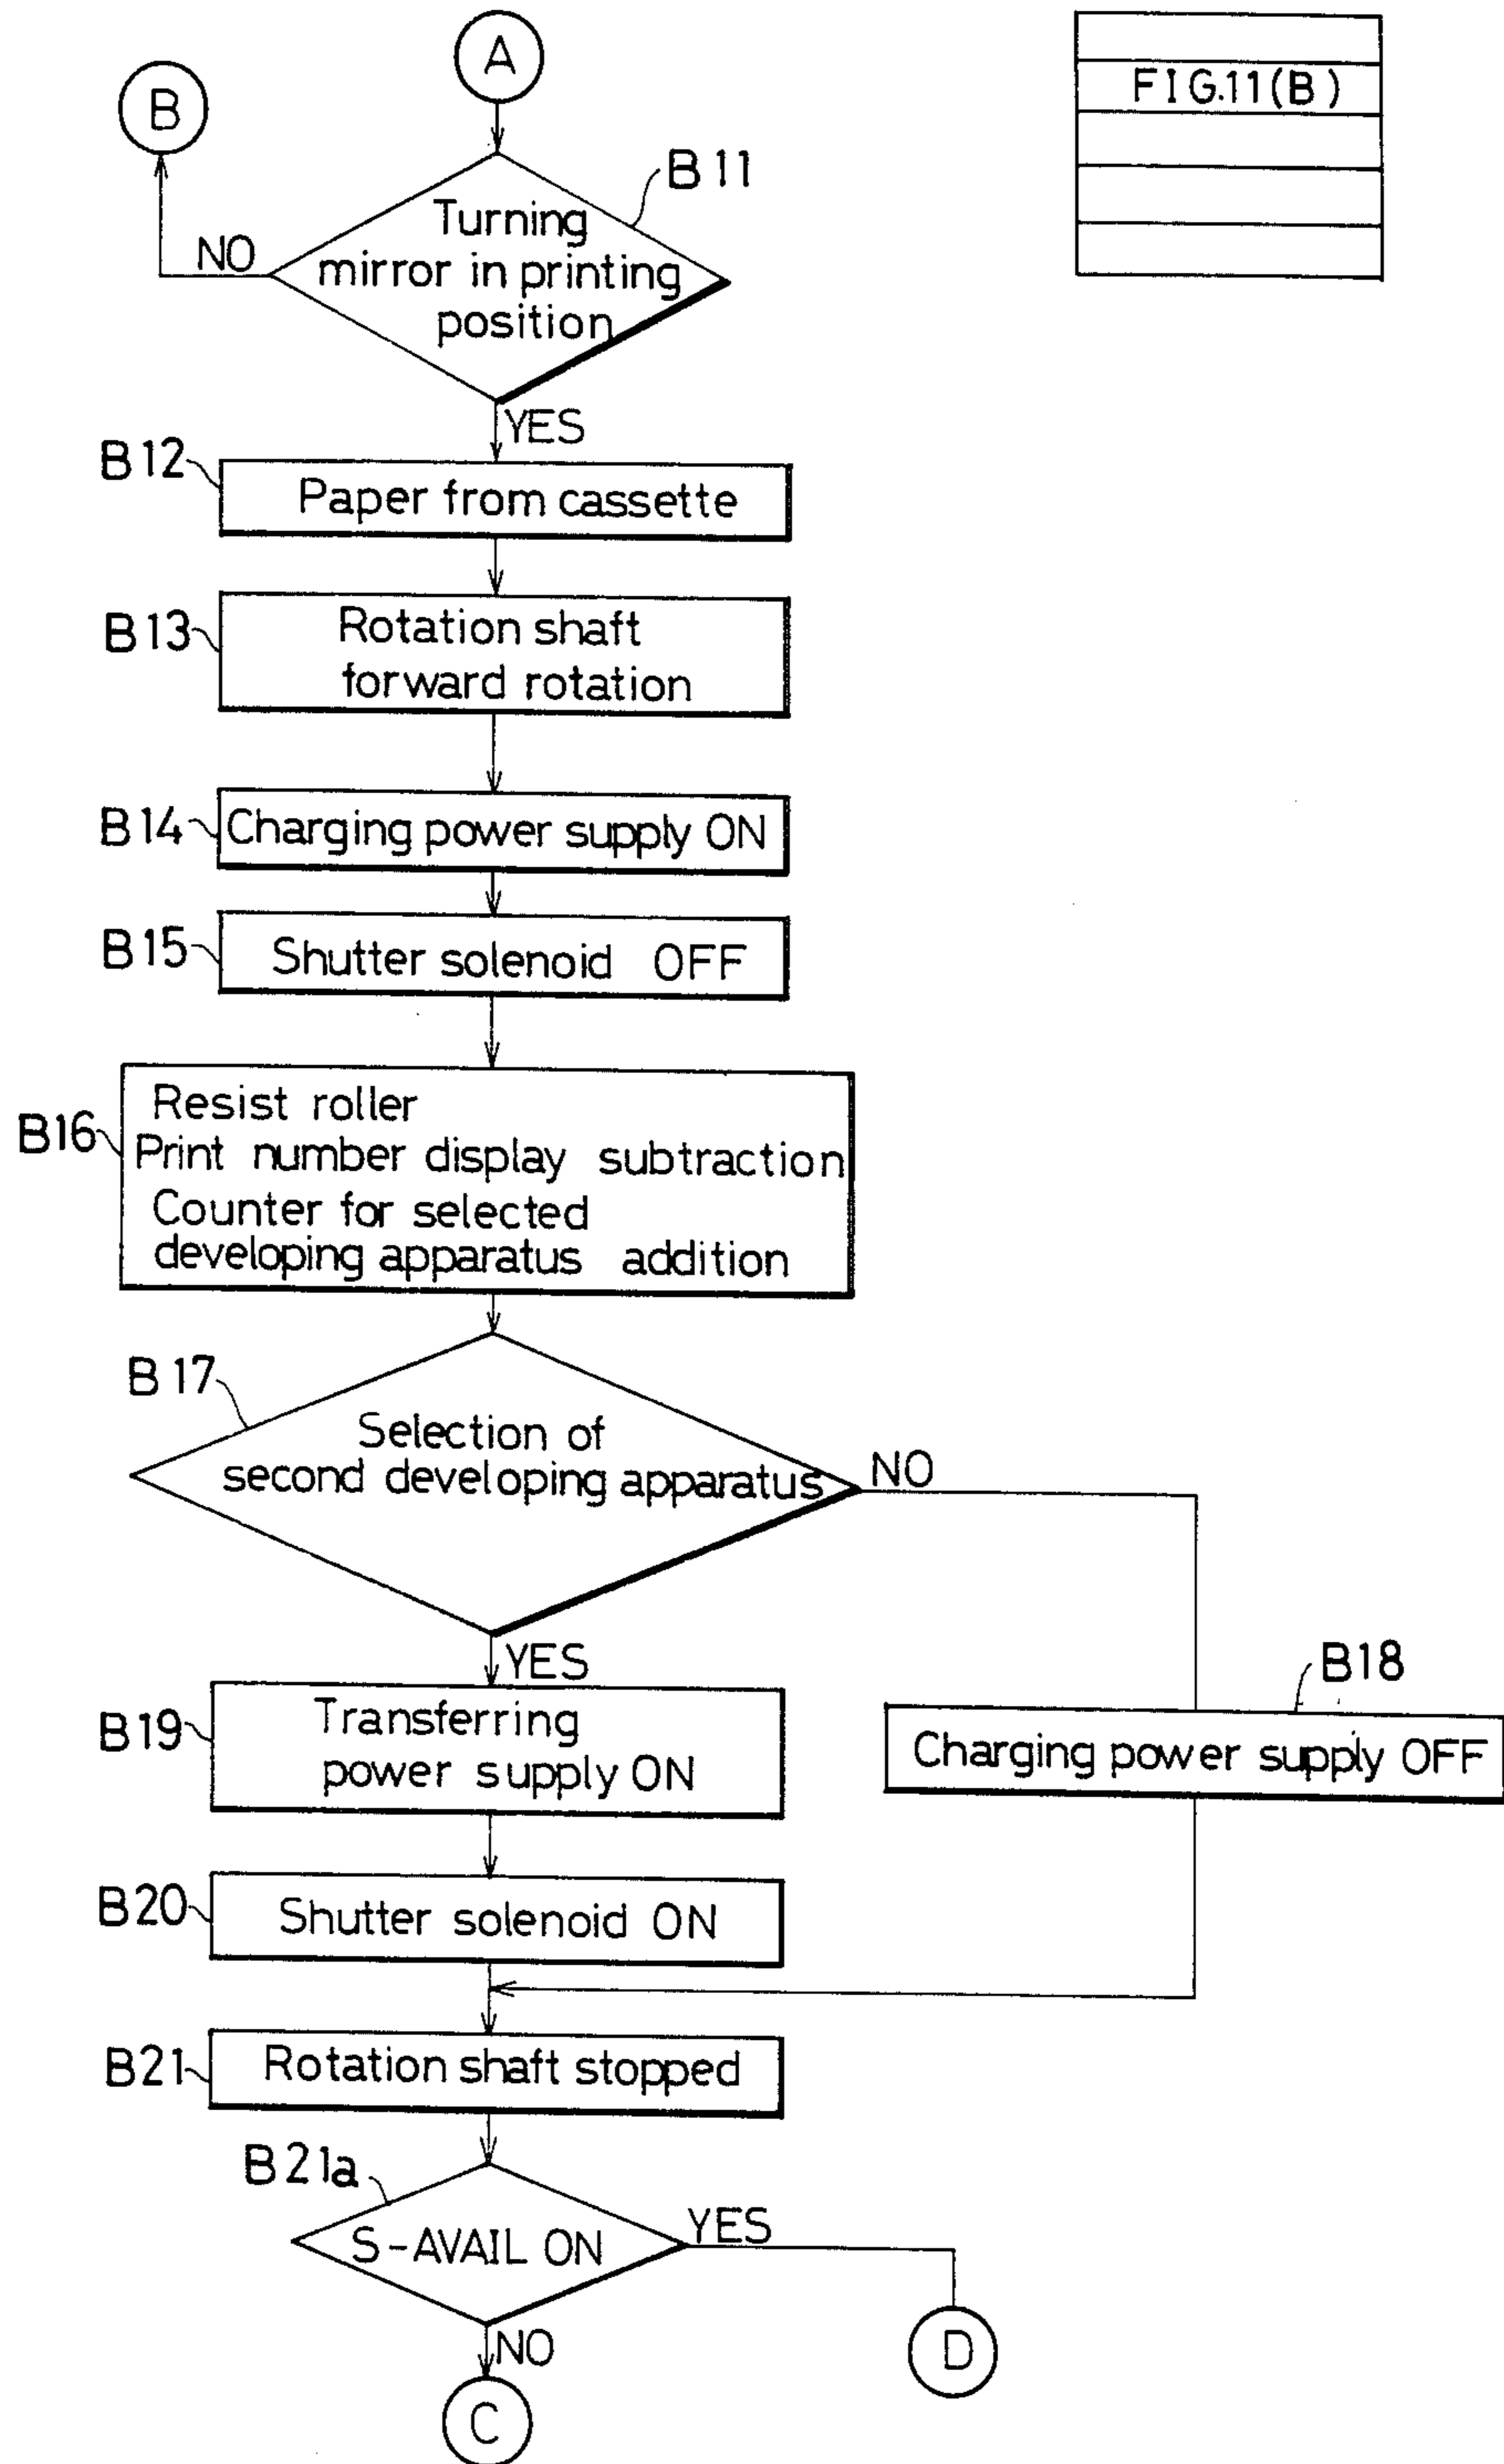 A
FIG.11(B)
B
B11
Turning
mirror in printing
position
NO
YES
B12
Paper from cassette
B13
Rotation shaft
forward rotation
B14
Charging power supply ON
B15
Shutter solenoid OFF
B16
Resist roller
Print number display subtraction
Counter for selected
developing apparatus addition
B17
Selection of
second developing apparatus
NO
YES
B18
Charging power supply OFF
B19
Transferring
power supply ON
B20
Shutter solenoid ON
B21
Rotation shaft stopped
B21a
S-AVAIL ON
YES
NO
D
C